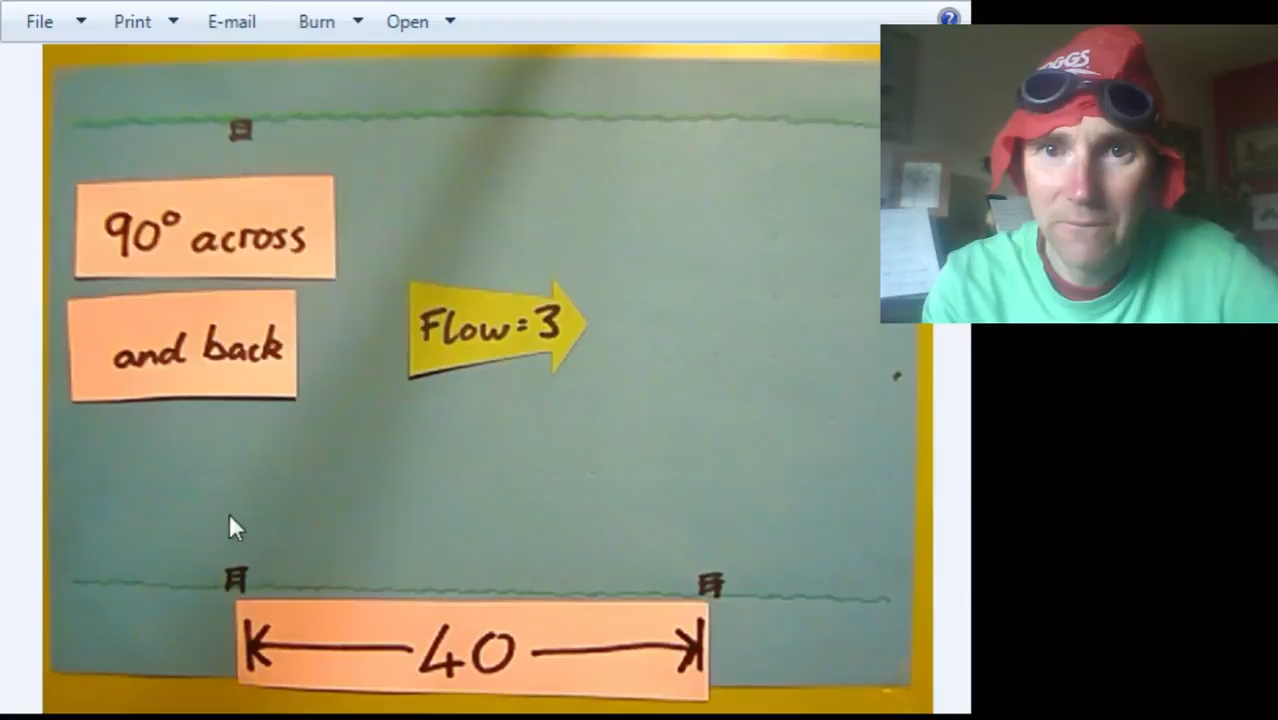 File Print E-mail Burn Open
90° across
and back
Flow = 3
40